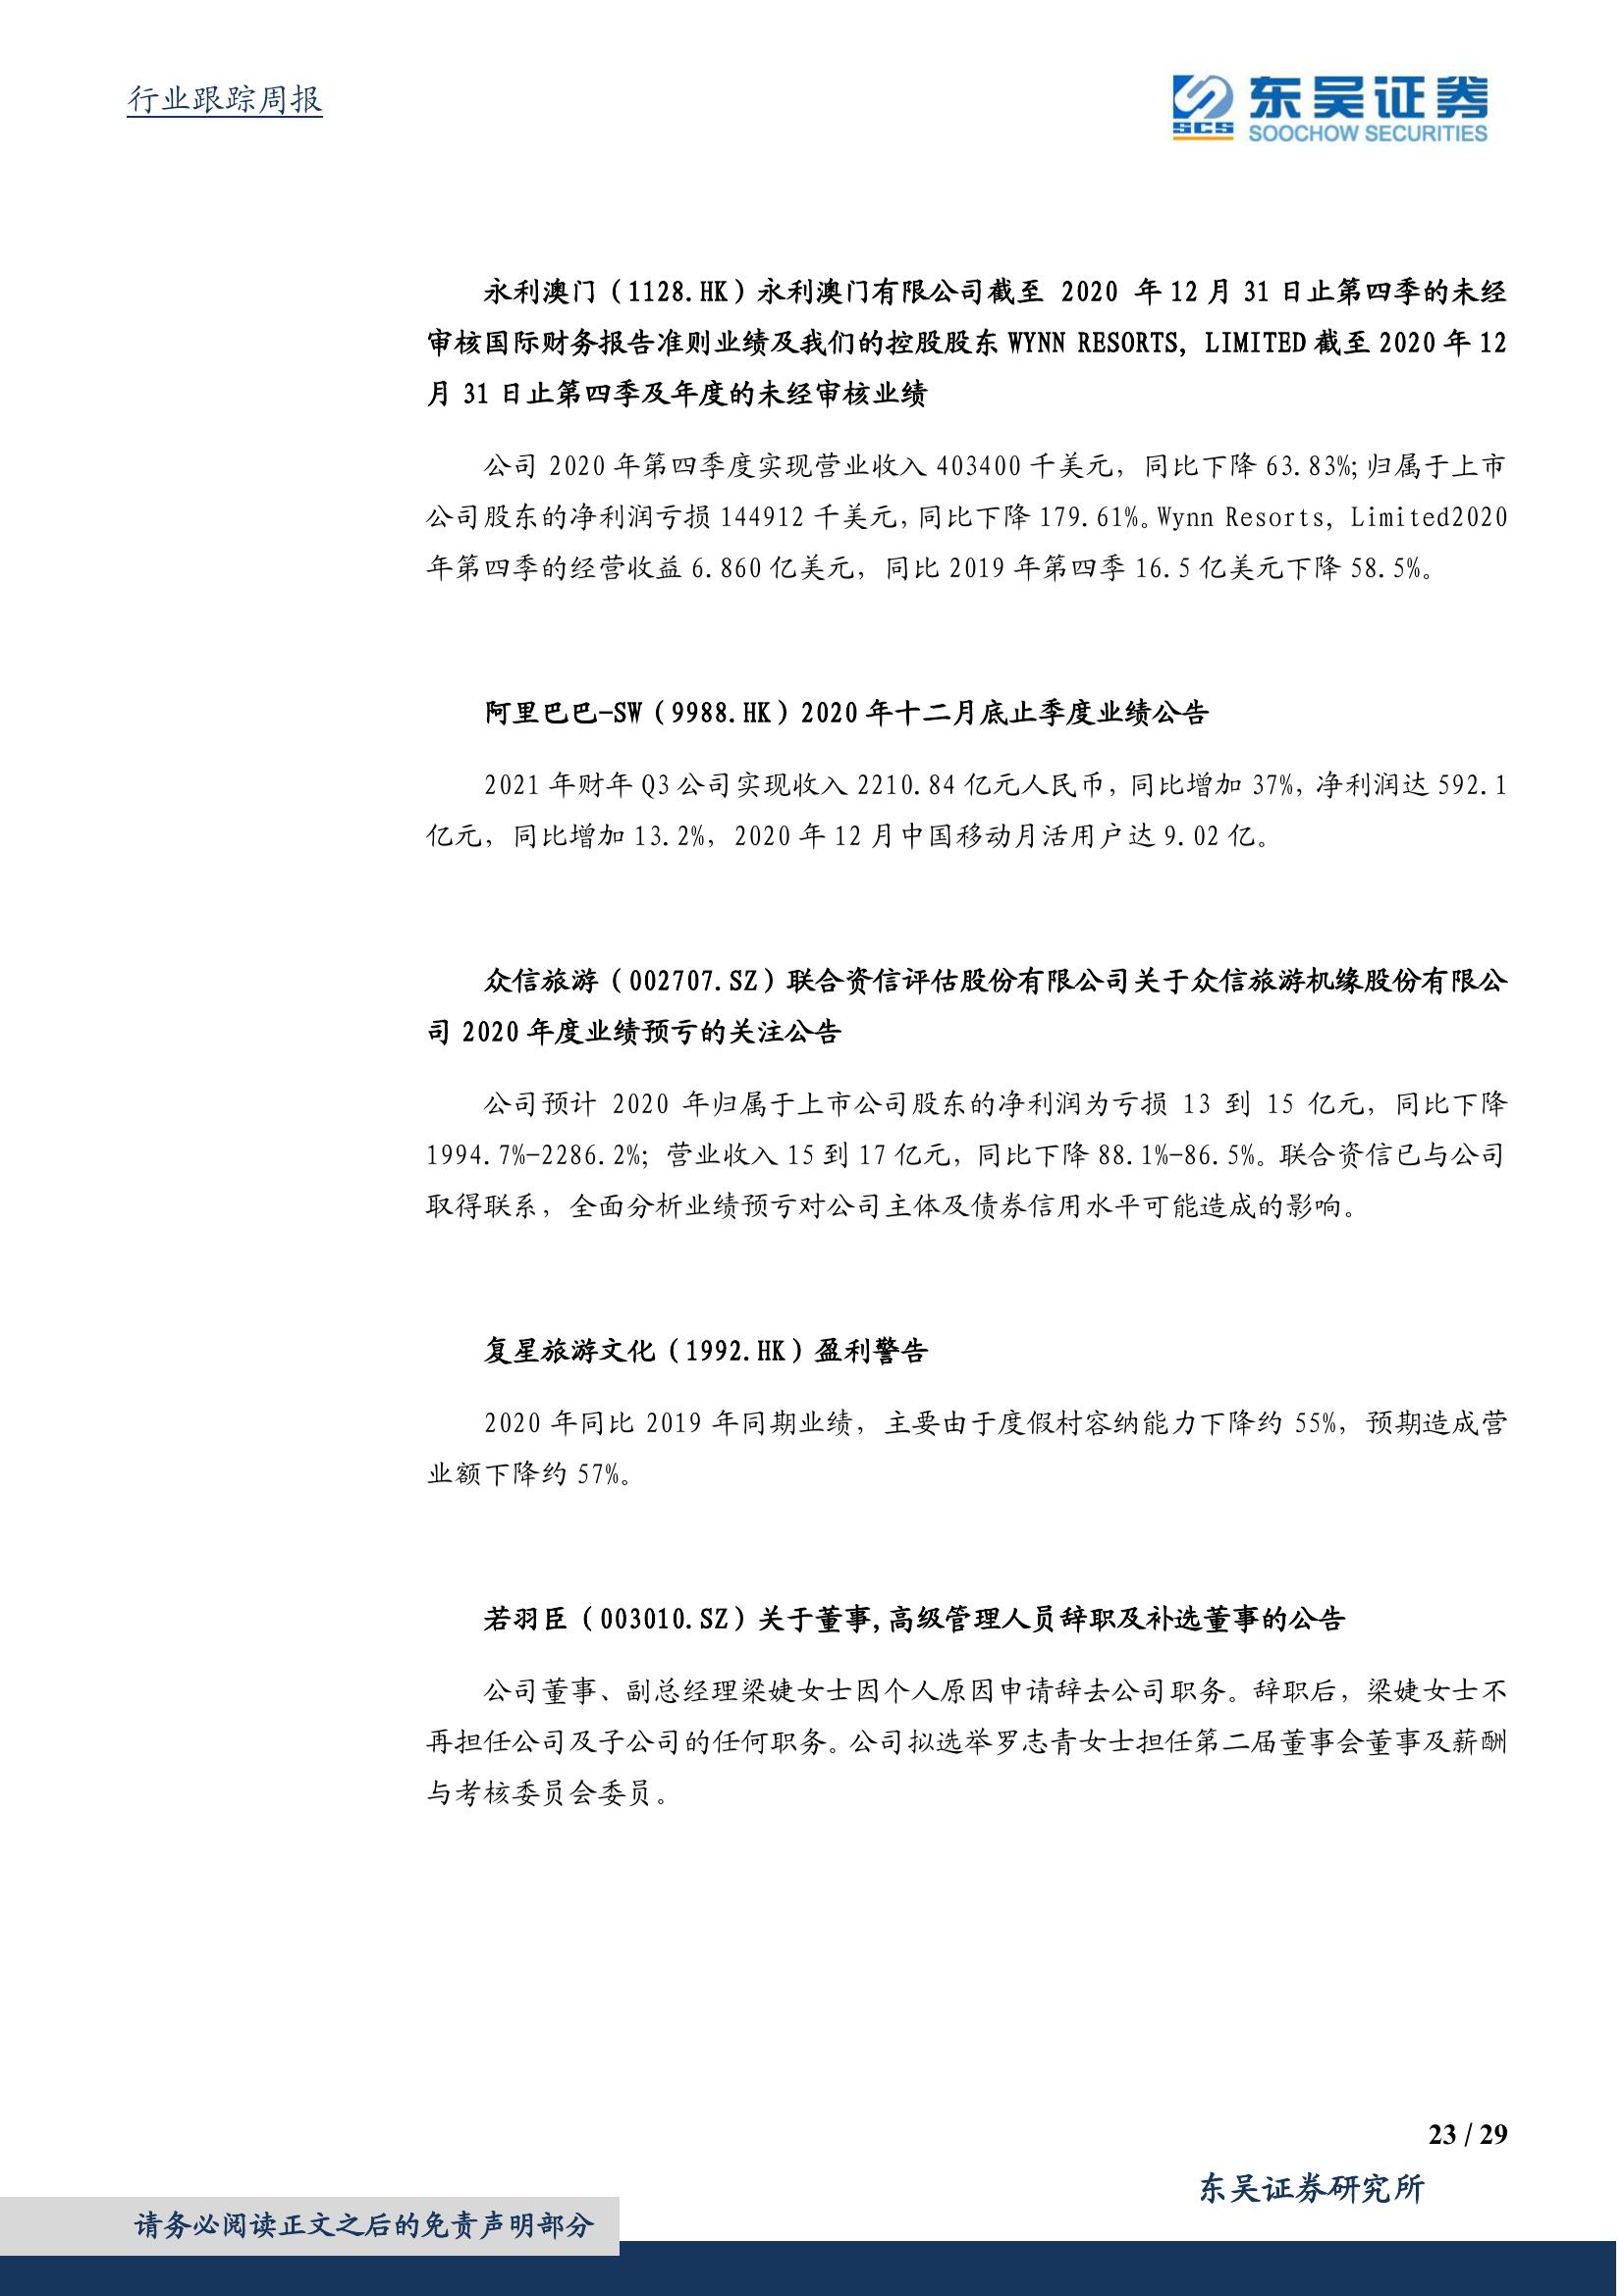 行业跟踪周报
SCS
东吴证券
SOOCHOW SECURITIES
永利澳门（1128.HK）永利澳门有限公司截至 2020 年 12 月 31 日止第四季的未经
审核国际财务报告准则业绩及我们的控股股东 WYNN RESORTS, LIMITED 截至 2020 年 12
月 31 日止第四季及年度的未经审核业绩
公司 2020 年第四季度实现营业收入 403400 千美元，同比下降 63.83%；归属于上市
公司股东的净利润亏损 144912 千美元，同比下降 179.61%。Wynn Resorts, Limited2020
年第四季的经营收益 6.860 亿美元，同比 2019 年第四季 16.5 亿美元下降 58.5%。
阿里巴巴-SW（9988.HK）2020 年十二月底止季度业绩公告
2021 年财年 Q3 公司实现收入 2210.84 亿元人民币，同比增加 37%，净利润达 592.1
亿元，同比增加 13.2%，2020 年 12 月中国移动月活用户达 9.02 亿。
众信旅游（002707.SZ）联合资信评估股份有限公司关于众信旅游机缘股份有限公
司 2020 年度业绩预亏的关注公告
公司预计 2020 年归属于上市公司股东的净利润为亏损 13 到 15 亿元，同比下降
1994.7%-2286.2%；营业收入 15 到 17 亿元，同比下降 88.1%-86.5%。联合资信已与公司
取得联系，全面分析业绩预亏对公司主体及债券信用水平可能造成的影响。
复星旅游文化（1992.HK）盈利警告
2020 年同比 2019 年同期业绩，主要由于度假村容纳能力下降约 55%，预期造成营
业额下降约 57%。
若羽臣（003010.SZ）关于董事,高级管理人员辞职及补选董事的公告
公司董事、副总经理梁婕女士因个人原因申请辞去公司职务。辞职后，梁婕女士不
再担任公司及子公司的任何职务。公司拟选举罗志青女士担任第二届董事会董事及薪酬
与考核委员会委员。
23 / 29
东吴证券研究所
请务必阅读正文之后的免责声明部分